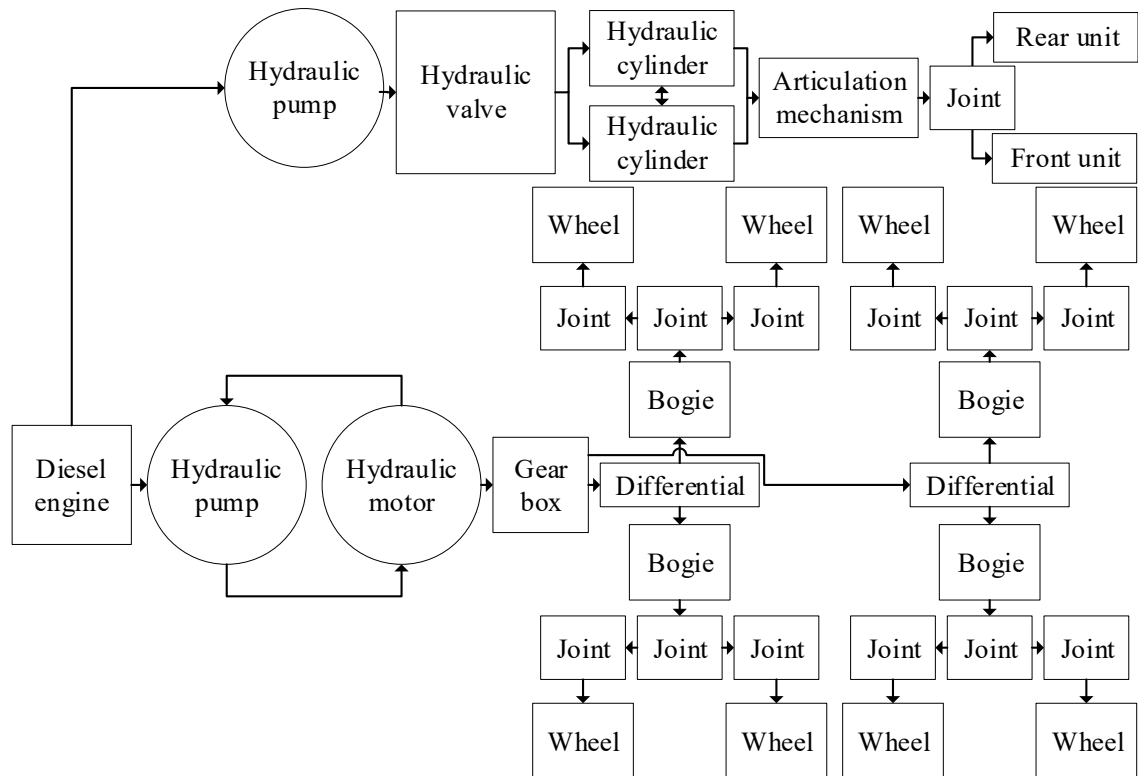 Hydraulic
pump
Hydraulic
valve
Hydraulic
cylinder
Hydraulic
cylinder
Articulation
mechanism
Joint
Rear unit
Front unit
Wheel
Wheel
Wheel
Wheel
Joint
Joint
Joint
Joint
Joint
Joint
Bogie
Bogie
Diesel
engine
Hydraulic
pump
Hydraulic
motor
Gear
box
Differential
Differential
Bogie
Bogie
Joint
Joint
Joint
Joint
Joint
Joint
Wheel
Wheel
Wheel
Wheel